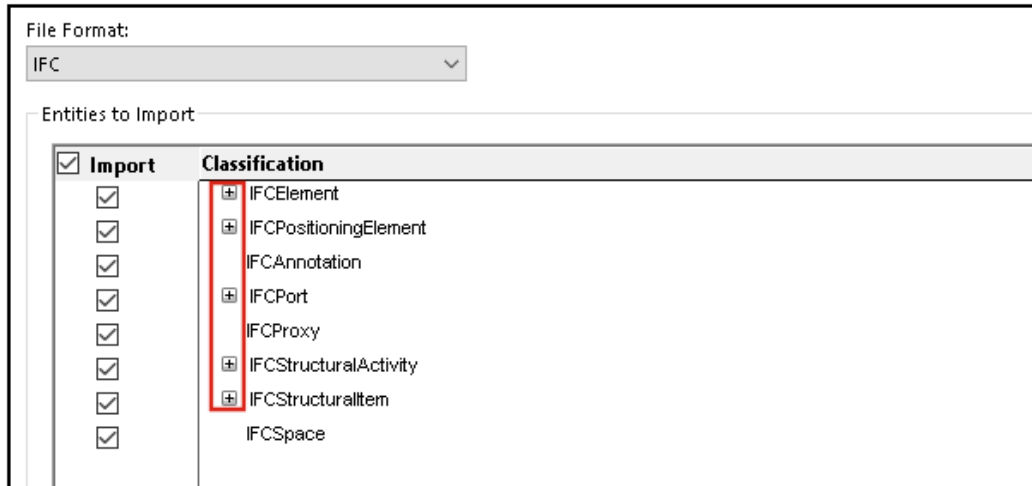 File Format:
IFC
Entities to Import
Import Classification
IFCElement
IFCPositioningElement
IFCAnnotation
IFCPort
IFCProxy
IFCStructuralActivity
IFCStructuralItem
IFCSpace